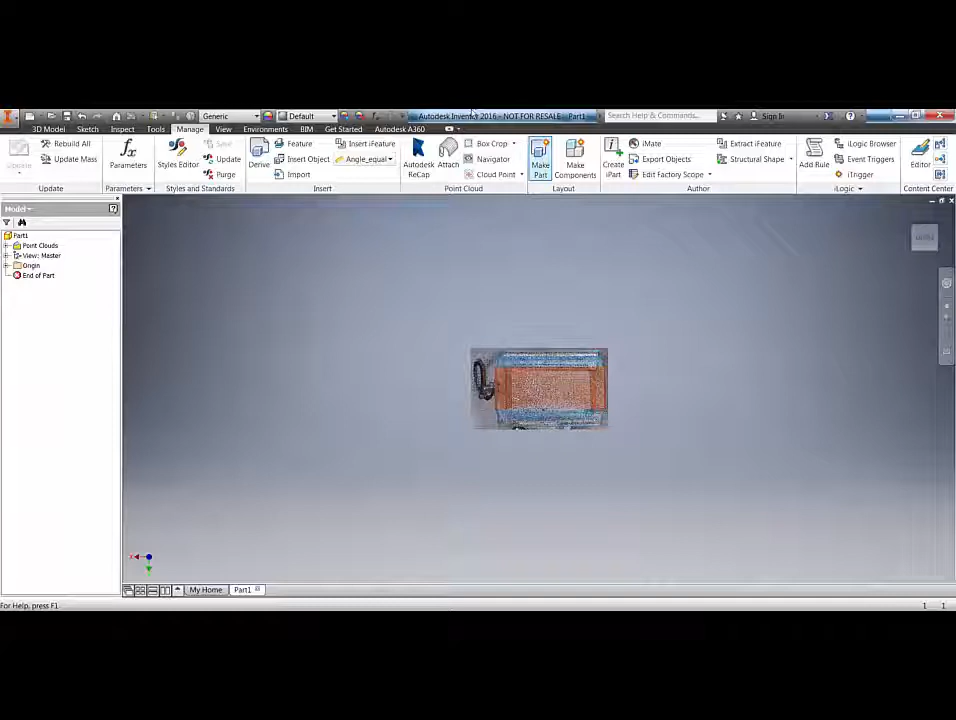 Generic Default Autodesk Inventor 2016 - NOT FOR RESALE - Part1 Search Help & Commands... Sign In
3D Model Sketch Inspect Tools Manage View Environments BIM Get Started Autodesk A360
Update Rebuild All Update Mass
Update
fx Parameters
Parameters
Styles Editor Save Update Purge
Styles and Standards
Derive Feature Insert Object Import Insert iFeature Angle_equal
Insert
Autodesk ReCap Attach Box Crop Navigator Cloud Point
Point Cloud
Make Part Make Components
Layout
Create iPart iMate Export Objects Edit Factory Scope Extract iFeature Structural Shape
Author
Add Rule iLogic Browser Event Triggers iTrigger
iLogic
Editor
Content Center
Model
Part1
Point Clouds
View: Master
Origin
End of Part
My Home Part1
For Help, press F1 1 1